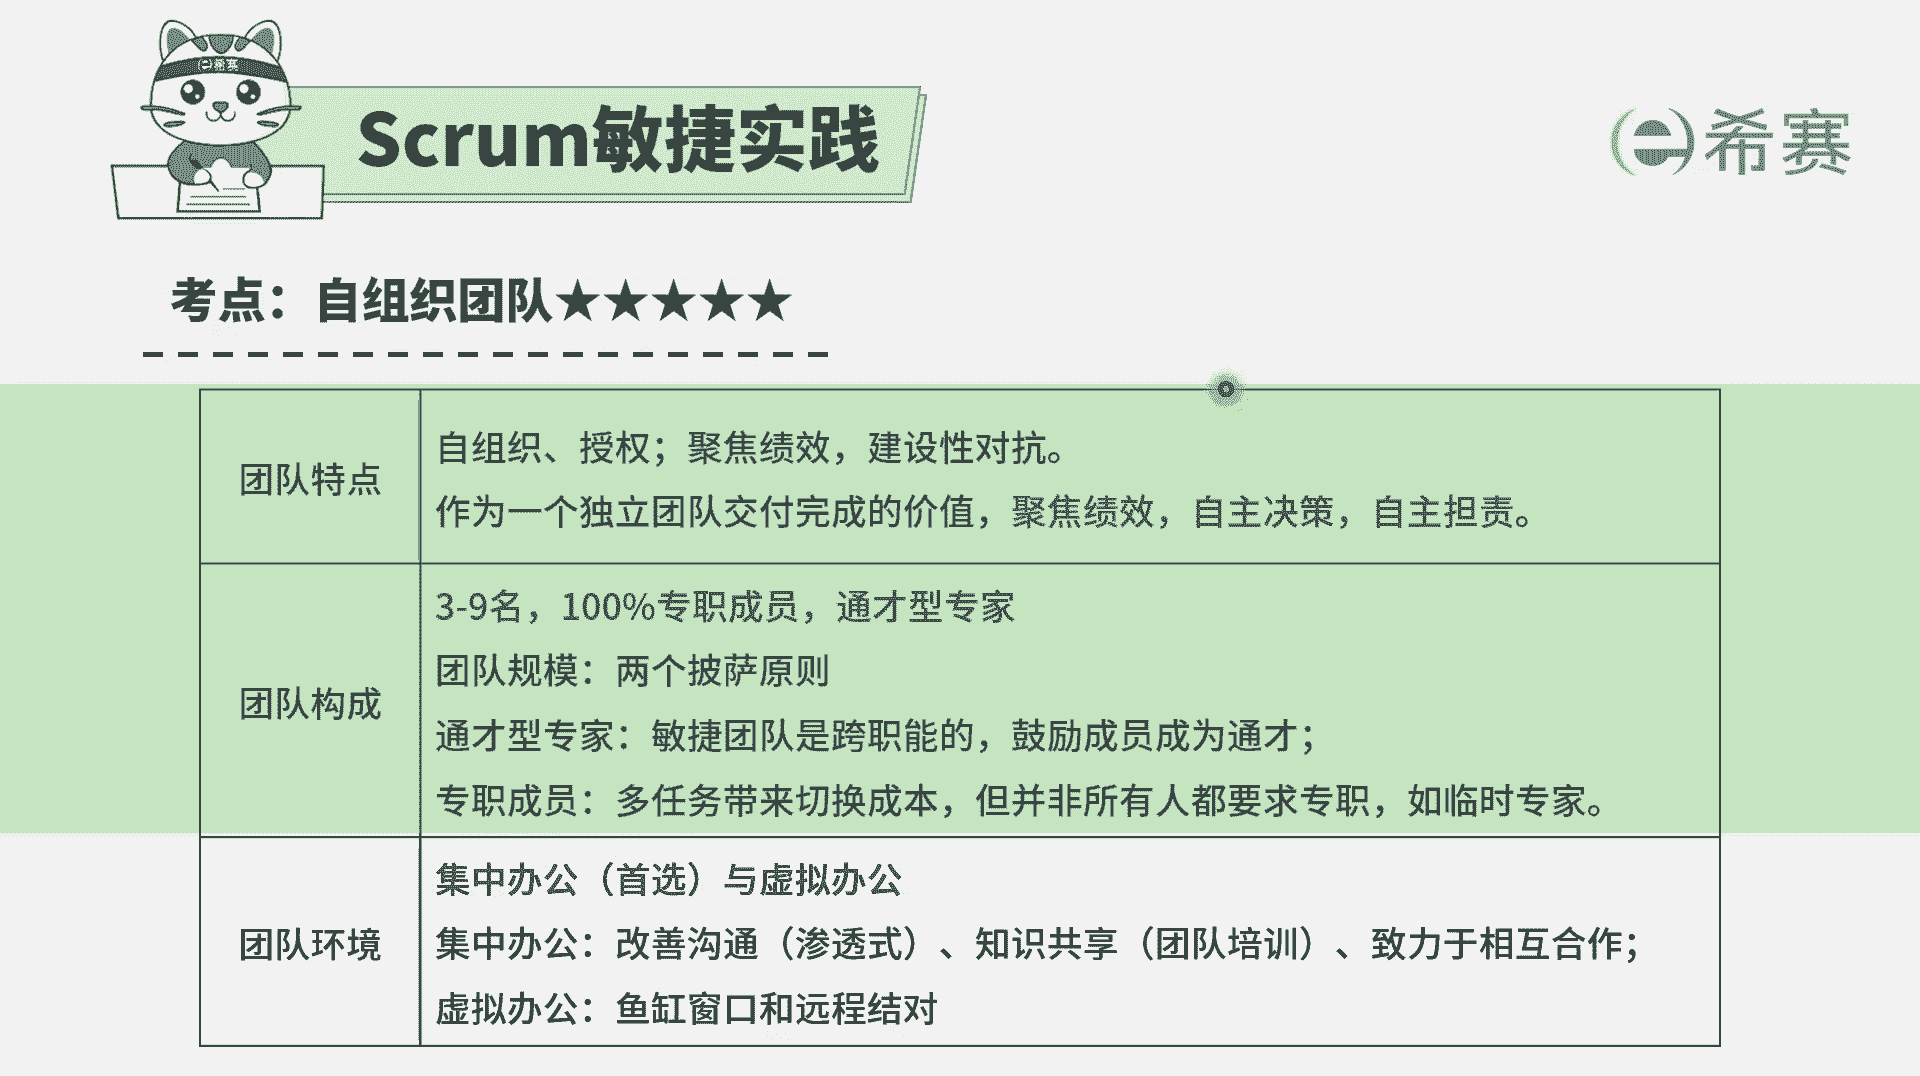 e希赛
Scrum敏捷实践
e希赛
考点：自组织团队★★★★★
团队特点
自组织、授权；聚焦绩效，建设性对抗。
作为一个独立团队交付完成的价值，聚焦绩效，自主决策，自主担责。
团队构成
3-9名，100%专职成员，通才型专家
团队规模：两个披萨原则
通才型专家：敏捷团队是跨职能的，鼓励成员成为通才；
专职成员：多任务带来切换成本，但并非所有人都要求专职，如临时专家。
团队环境
集中办公（首选）与虚拟办公
集中办公：改善沟通（渗透式）、知识共享（团队培训）、致力于相互合作；
虚拟办公：鱼缸窗口和远程结对